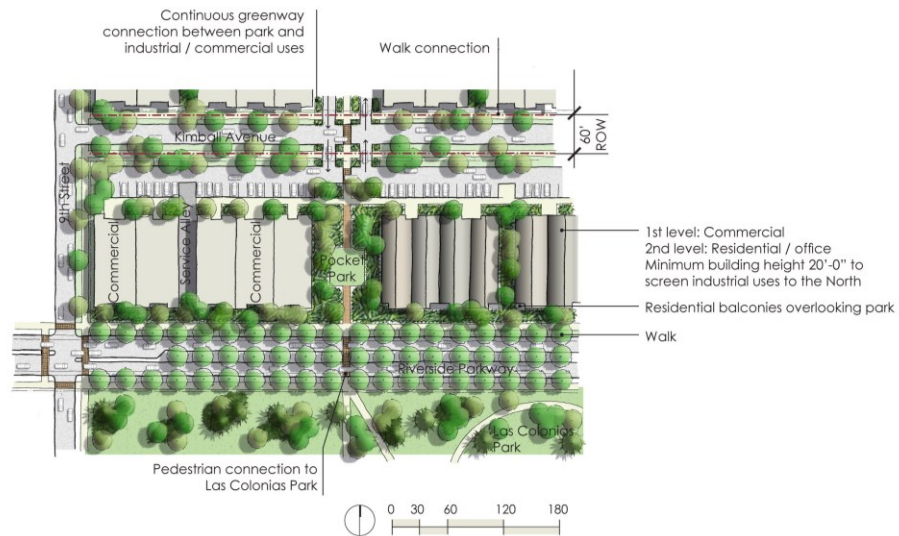 Continuous greenway
connection between park and
industrial / commercial uses
Walk connection
60'
ROW
Kimball Avenue
9th Street
Commercial
Service Alley
Commercial
Pocket
Park
1st level: Commercial
2nd level: Residential / office
Minimum building height 20'-0" to
screen industrial uses to the North
Residential balconies overlooking park
Walk
Riverside Parkway
Las Colonias
Park
Pedestrian connection to
Las Colonias Park
0 30 60 120 180